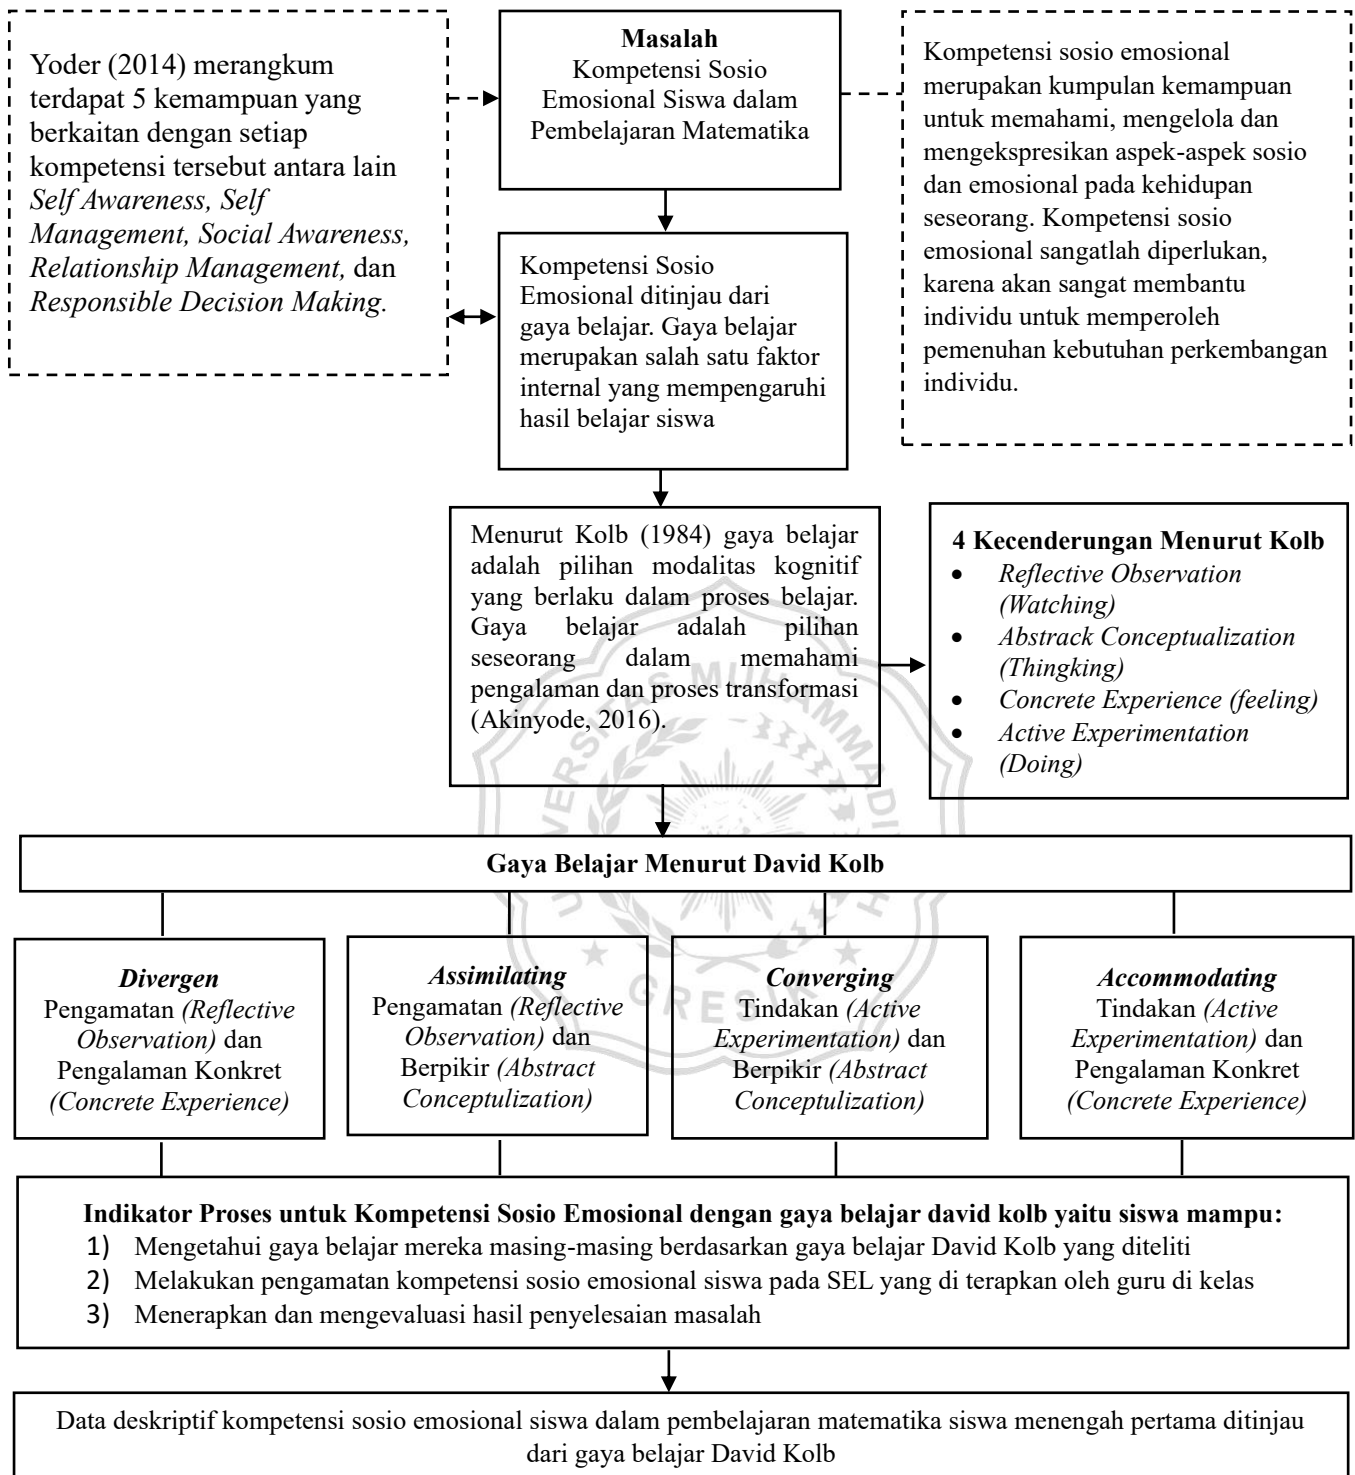 Yoder (2014) merangkum
terdapat 5 kemampuan yang
berkaitan dengan setiap
kompetensi tersebut antara lain
Self Awareness, Self
Management, Social Awareness,
Relationship Management, dan
Responsible Decision Making.
Masalah
Kompetensi Sosio
Emosional Siswa dalam
Pembelajaran Matematika
Kompetensi sosio emosional
merupakan kumpulan kemampuan
untuk memahami, mengelola dan
mengekspresikan aspek-aspek sosio
dan emosional pada kehidupan
seseorang. Kompetensi sosio
emosional sangatlah diperlukan,
karena akan sangat membantu
individu untuk memperoleh
pemenuhan kebutuhan perkembangan
individu.
Kompetensi Sosio
Emosional ditinjau dari
gaya belajar. Gaya belajar
merupakan salah satu faktor
internal yang mempengaruhi
hasil belajar siswa
Menurut Kolb (1984) gaya belajar
adalah pilihan modalitas kognitif
yang berlaku dalam proses belajar.
Gaya belajar adalah pilihan
seseorang dalam memahami
pengalaman dan proses transformasi
(Akinyode, 2016).
4 Kecenderungan Menurut Kolb
• Reflective Observation
(Watching)
• Abstrack Conceptualization
(Thingking)
• Concrete Experience (feeling)
• Active Experimentation
(Doing)
Gaya Belajar Menurut David Kolb
Divergen
Pengamatan (Reflective
Observation) dan
Pengalaman Konkret
(Concrete Experience)
Assimilating
Pengamatan (Reflective
Observation) dan
Berpikir (Abstract
Conceptulization)
Converging
Tindakan (Active
Experimentation) dan
Berpikir (Abstract
Conceptulization)
Accommodating
Tindakan (Active
Experimentation) dan
Pengalaman Konkret
(Concrete Experience)
Indikator Proses untuk Kompetensi Sosio Emosional dengan gaya belajar david kolb yaitu siswa mampu:
1) Mengetahui gaya belajar mereka masing-masing berdasarkan gaya belajar David Kolb yang diteliti
2) Melakukan pengamatan kompetensi sosio emosional siswa pada SEL yang di terapkan oleh guru di kelas
3) Menerapkan dan mengevaluasi hasil penyelesaian masalah
Data deskriptif kompetensi sosio emosional siswa dalam pembelajaran matematika siswa menengah pertama ditinjau
dari gaya belajar David Kolb
GRESIK